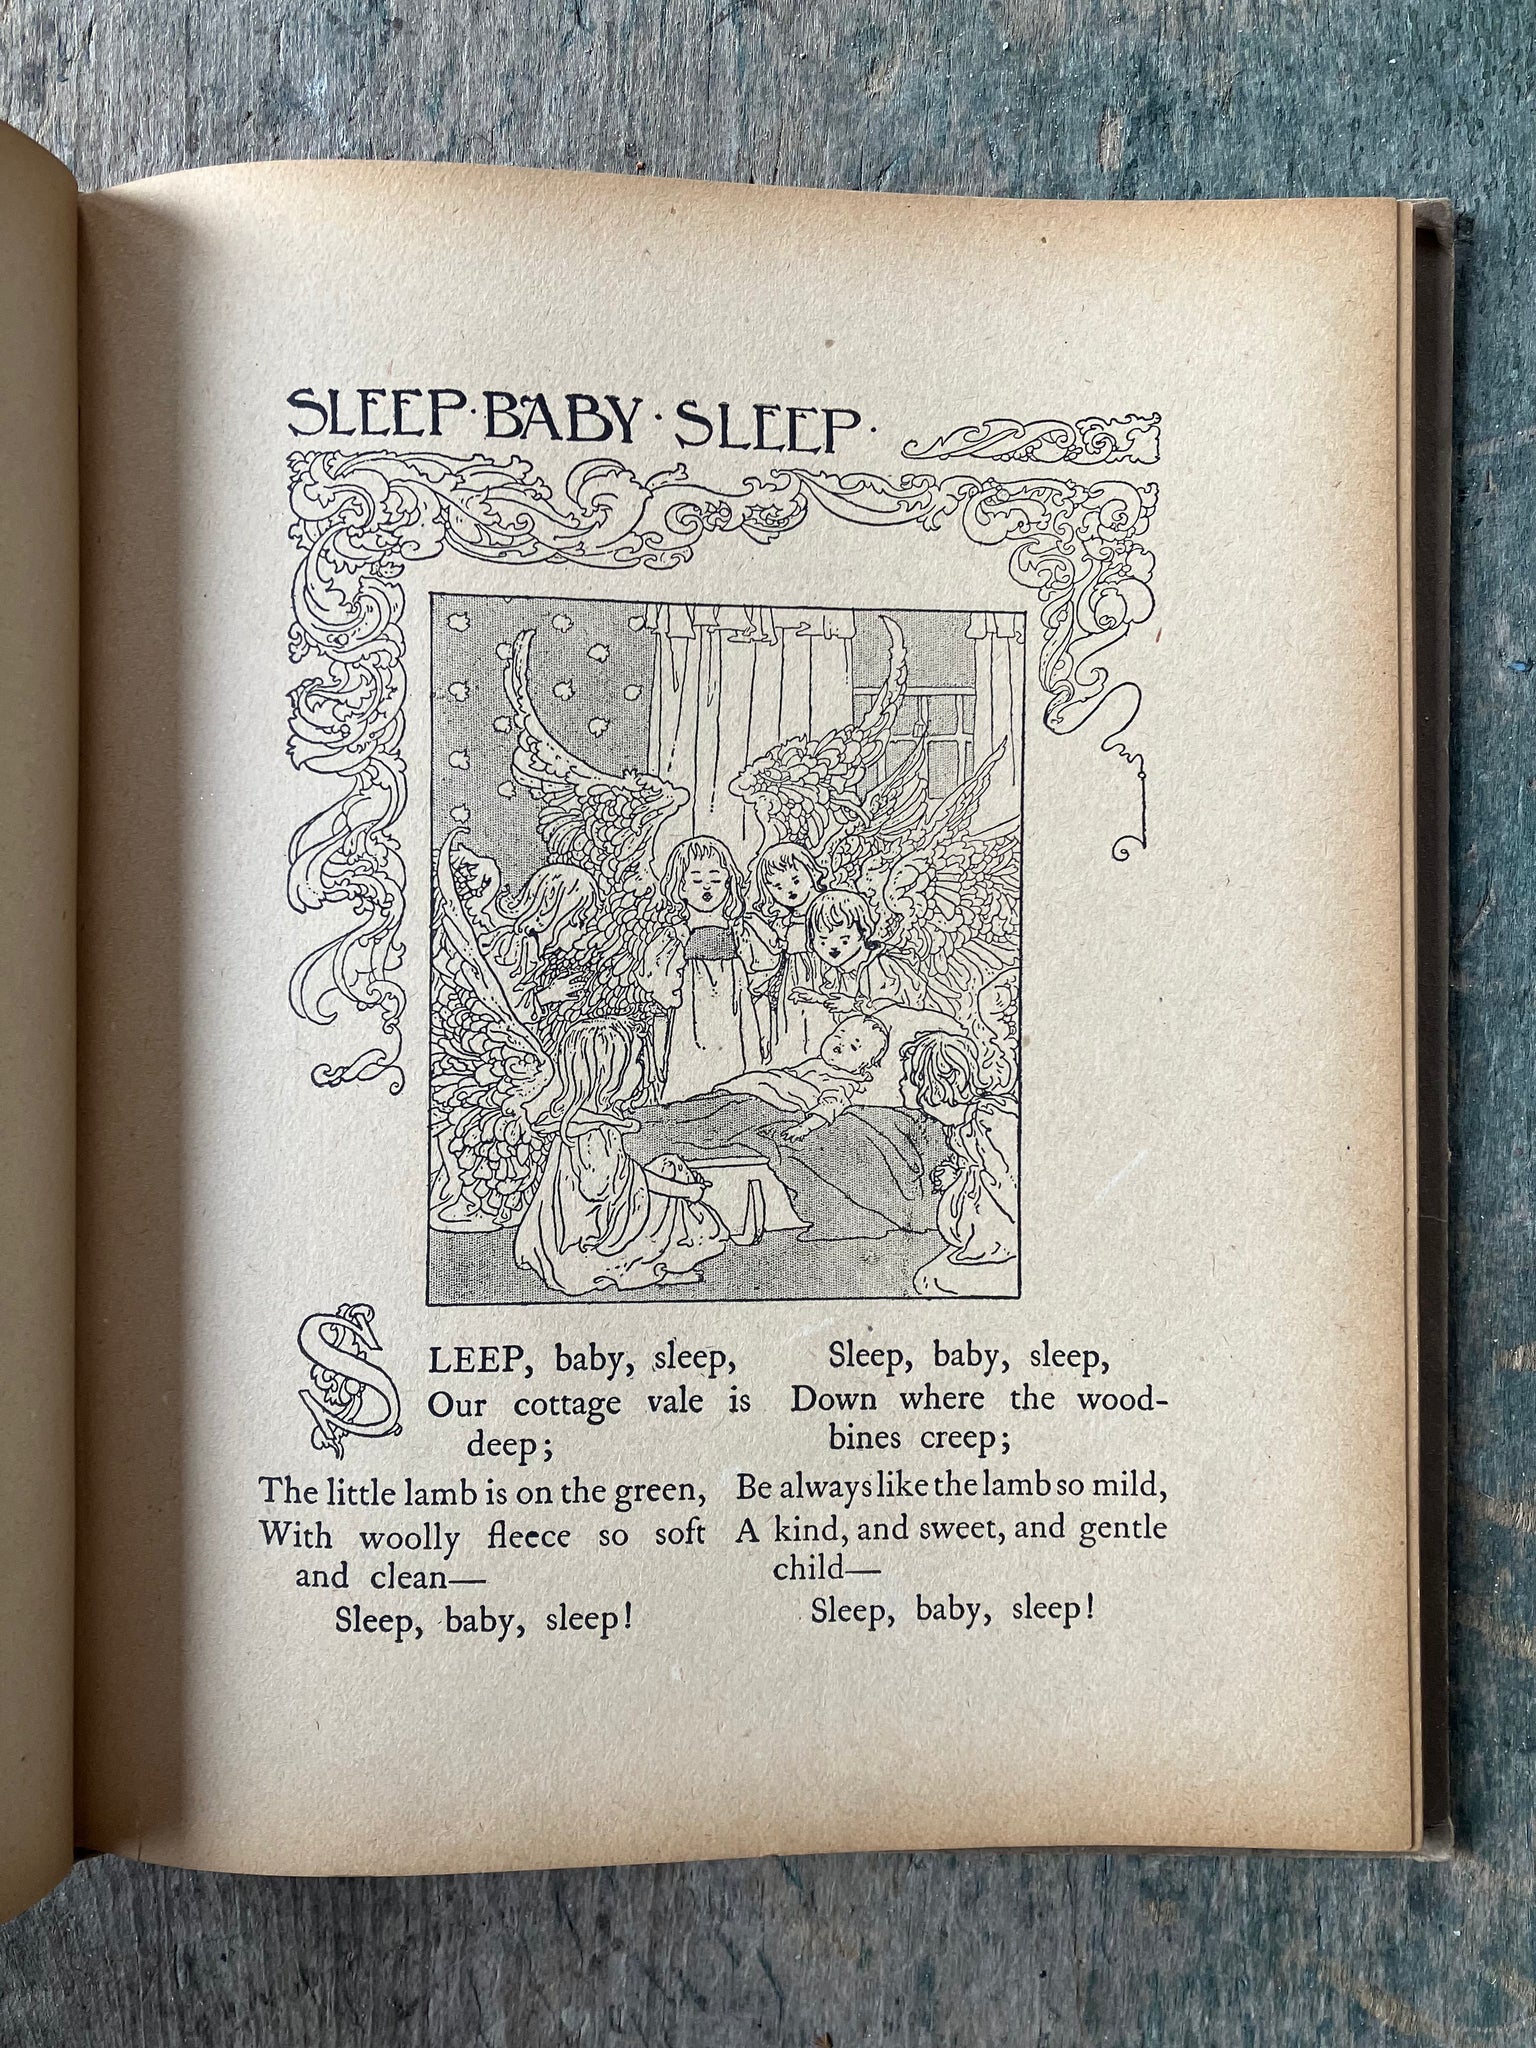 SLEEP·BABY·SLEEP·
SLEEP, baby, sleep,
Our cottage vale is
deep;
The little lamb is on the green,
With woolly fleece so soft
and clean—
Sleep, baby, sleep!
Sleep, baby, sleep,
Down where the wood-
bines creep;
Be always like the lamb so mild,
A kind, and sweet, and gentle
child—
Sleep, baby, sleep!